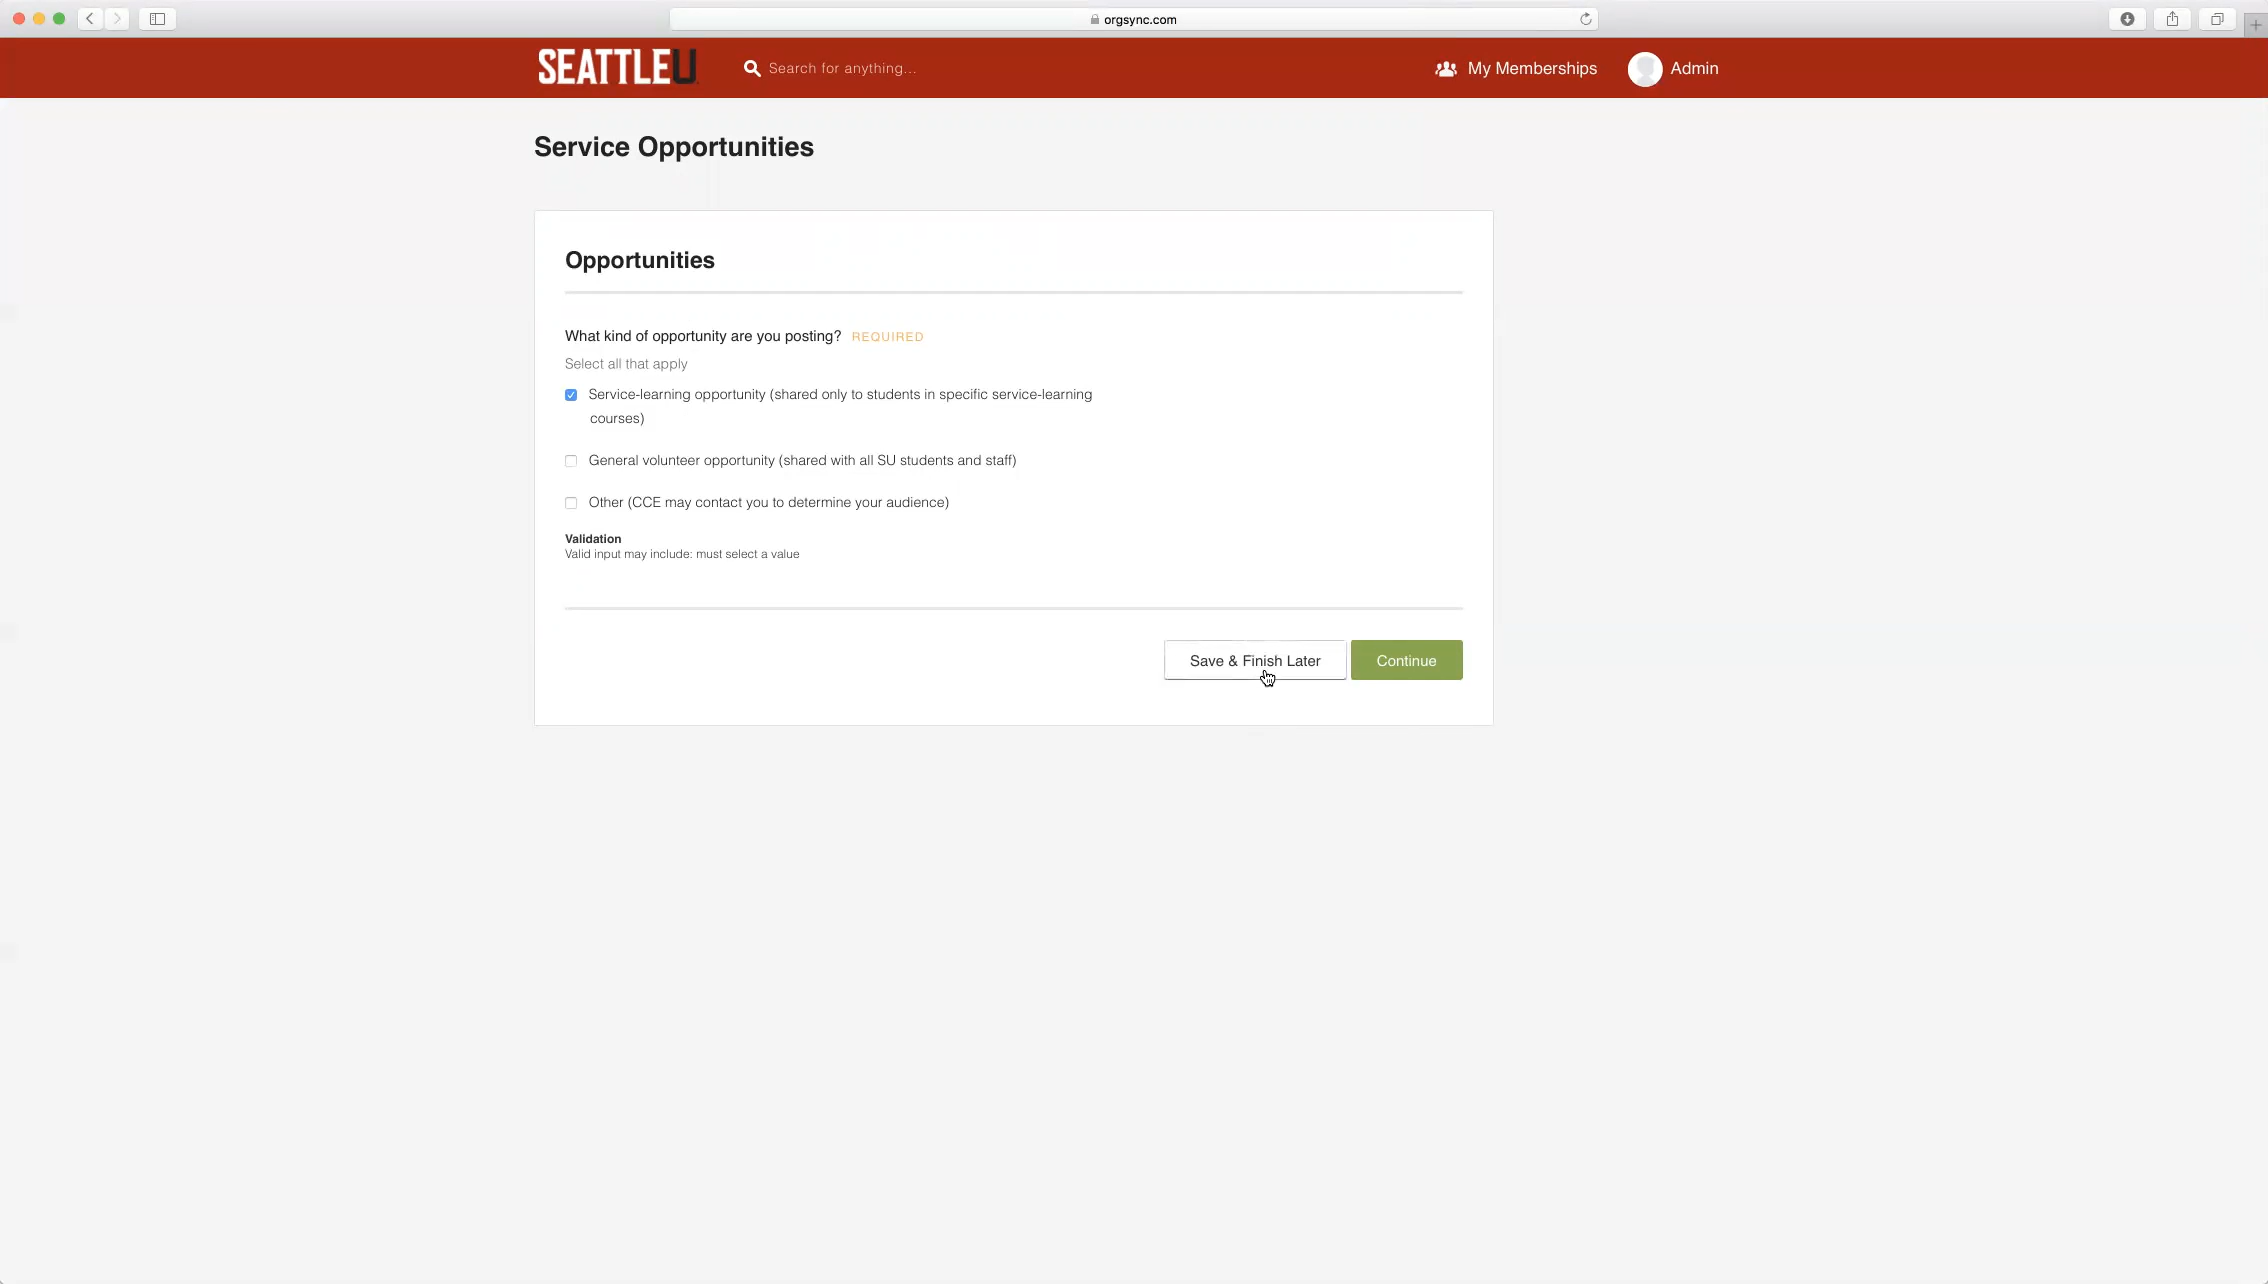 orgsync.com
SEATTLEU
Search for anything...
My Memberships
Admin
Service Opportunities
Opportunities
What kind of opportunity are you posting? REQUIRED
Select all that apply
Service-learning opportunity (shared only to students in specific service-learning
courses)
General volunteer opportunity (shared with all SU students and staff)
Other (CCE may contact you to determine your audience)
Validation
Valid input may include: must select a value
Save & Finish Later
Continue